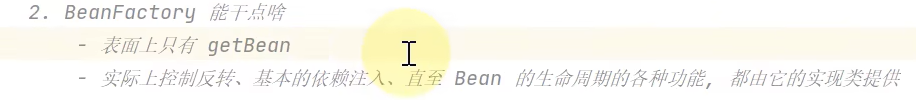 2. BeanFactory 能干点啥
- 表面上只有 getBean
- 实际上控制反转、基本的依赖注入、直至 Bean 的生命周期的各种功能, 都由它的实现类提供